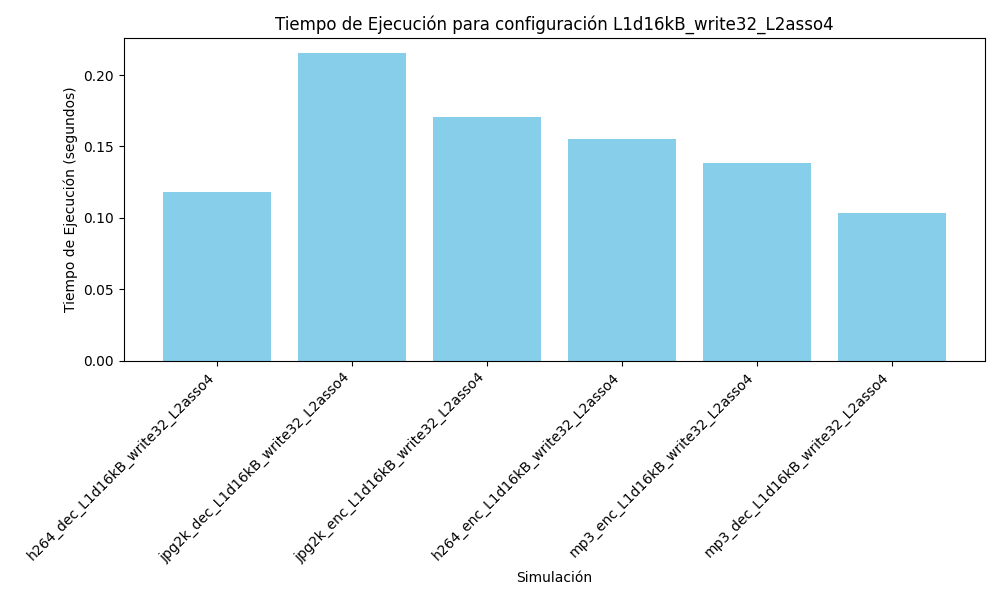 Tiempo de Ejecución para configuración L1d16kB_write32_L2asso4
Tiempo de Ejecución (segundos)
0.20
0.15
0.10
0.05
0.00
h264_dec_L1d16kB_write32_L2asso4
jpg2k_dec_L1d16kB_write32_L2asso4
jpg2k_enc_L1d16kB_write32_L2asso4
h264_enc_L1d16kB_write32_L2asso4
mp3_enc_L1d16kB_write32_L2asso4
mp3_dec_L1d16kB_write32_L2asso4
Simulación